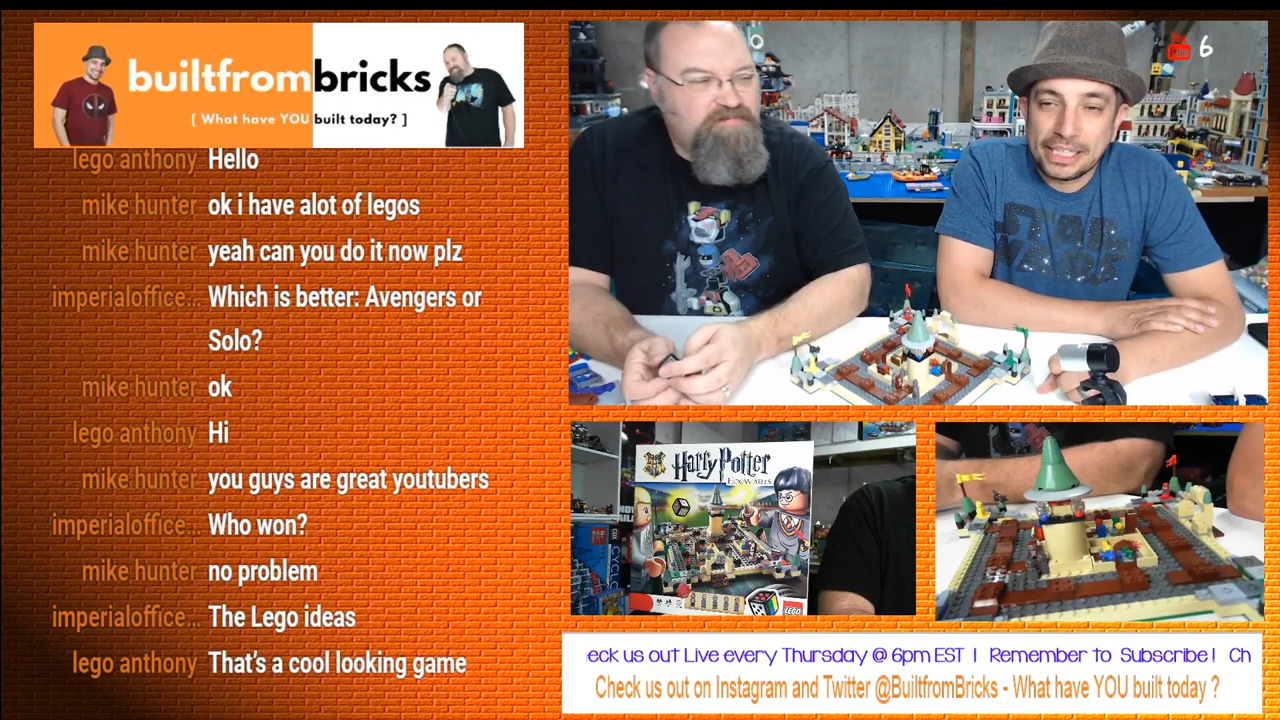 builtfrombricks
[ What have YOU built today? ]
lego anthony Hello
mike hunter ok i have alot of legos
mike hunter yeah can you do it now plz
imperialoffice... Which is better: Avengers or
Solo?
mike hunter ok
lego anthony Hi
mike hunter you guys are great youtubers
imperialoffice... Who won?
mike hunter no problem
imperialoffice... The Lego ideas
lego anthony That's a cool looking game
6
STAR
WARS
Harry Potter
HOGWARTS
LEGO
eck us out Live every Thursday @ 6pm EST | Remember to Subscribe! Ch
Check us out on Instagram and Twitter @BuiltfromBricks - What have YOU built today ?